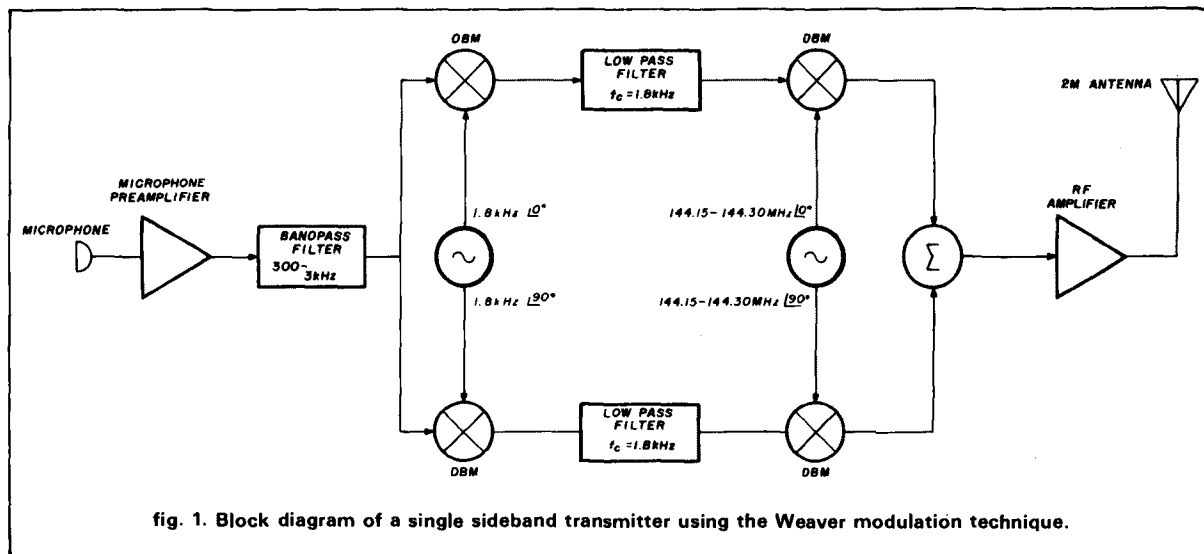 DBM
LOW PASS
FILTER
fc = 1.8kHz
DBM
2M ANTENNA
MICROPHONE
PREAMPLIFIER
MICROPHONE
BANDPASS
FILTER
300-
3kHz
1.8kHz ∠0°
1.8kHz ∠90°
144.15-144.30MHz ∠0°
144.15-144.30MHz ∠90°
Σ
RF
AMPLIFIER
DBM
LOW PASS
FILTER
fc = 1.8kHz
DBM
fig. 1. Block diagram of a single sideband transmitter using the Weaver modulation technique.